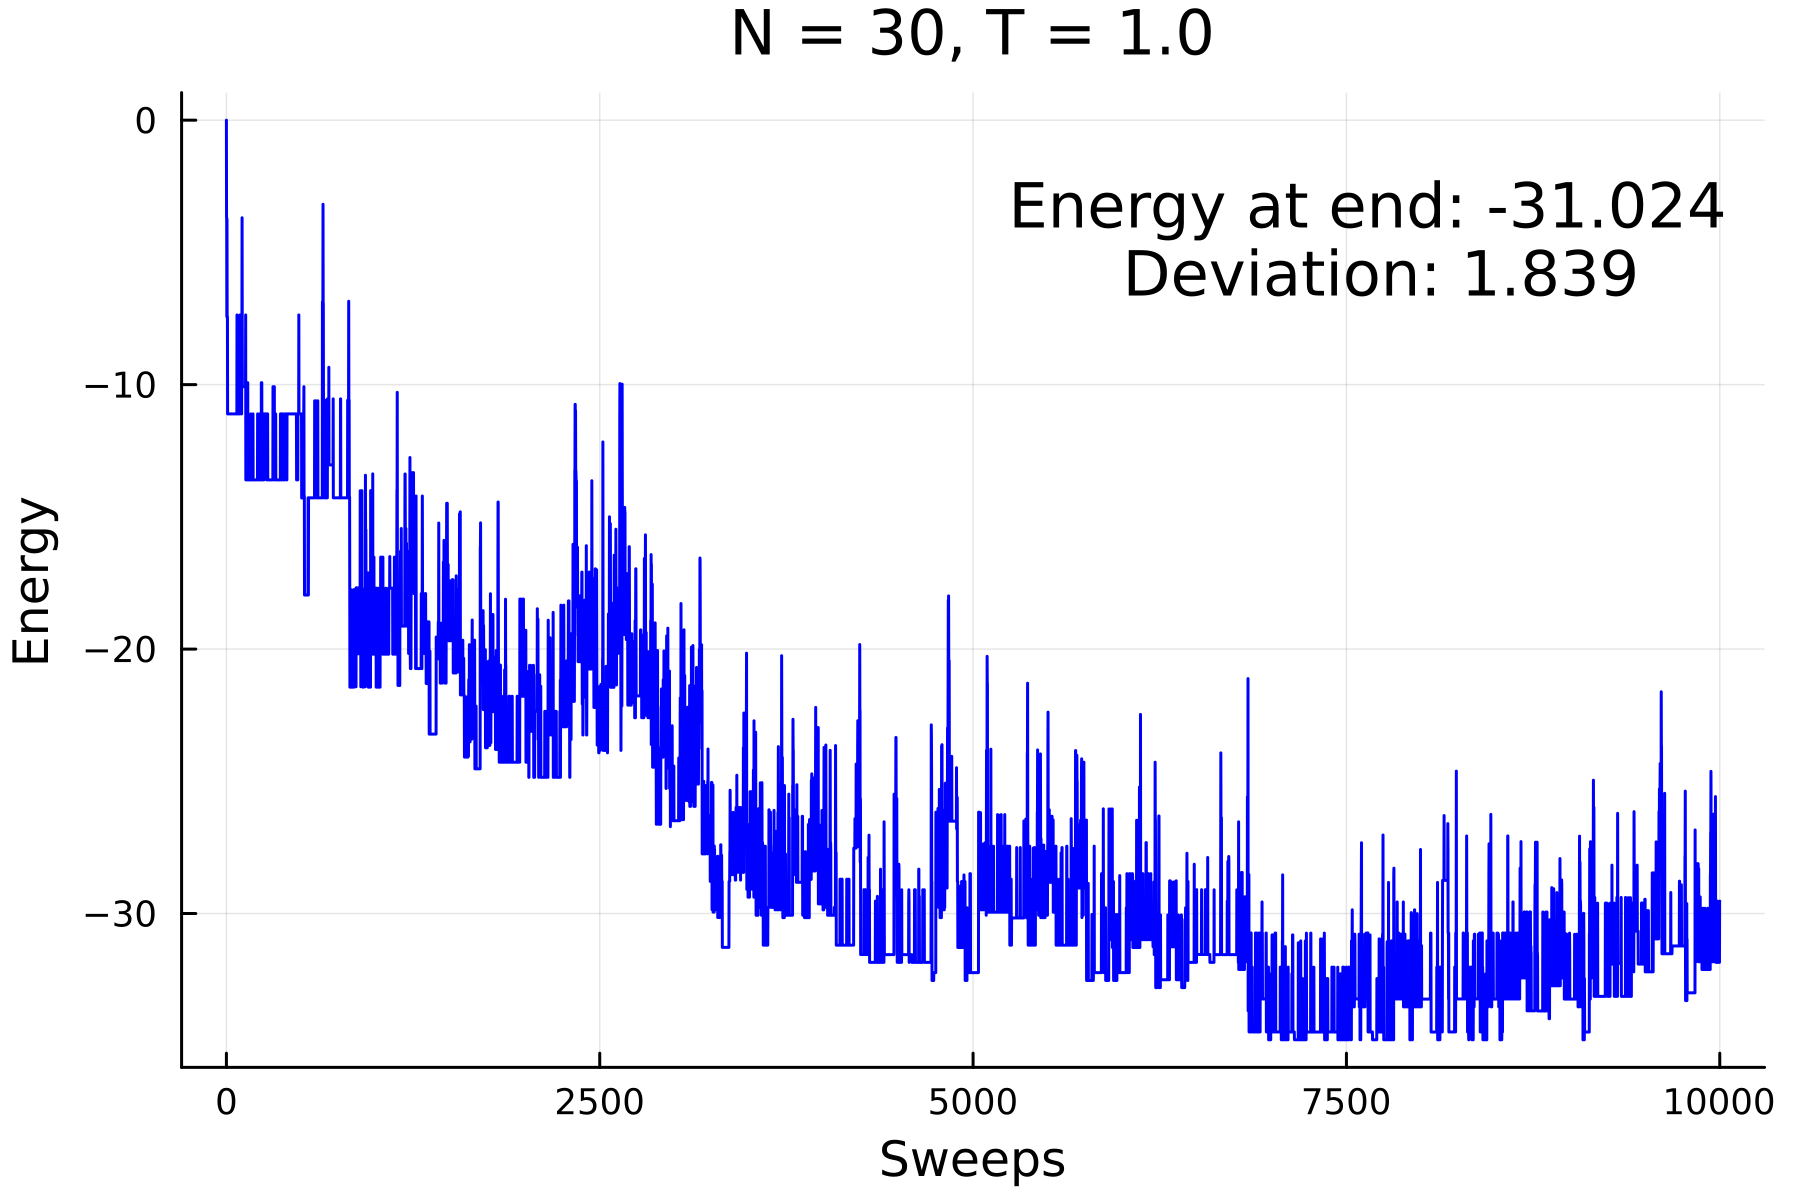 N = 30, T = 1.0
Energy at end: -31.024
Deviation: 1.839
Energy
0
−10
−20
−30
0 2500 5000 7500 10000
Sweeps